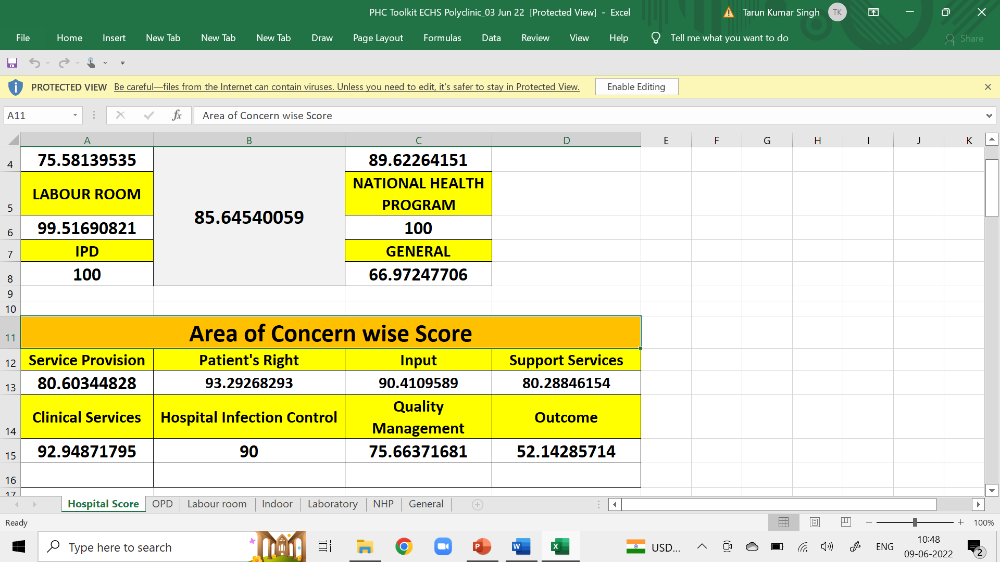 PHC Toolkit ECHS Polyclinic_03 Jun 22 [Protected View] - Excel
Tarun Kumar Singh TK
File Home Insert New Tab New Tab New Tab Draw Page Layout Formulas Data Review View Help Tell me what you want to do Share
PROTECTED VIEW Be careful—files from the Internet can contain viruses. Unless you need to edit, it's safer to stay in Protected View. Enable Editing
A11 fx Area of Concern wise Score
A B C D E F G H I J K
4 75.58139535 89.62264151
5 LABOUR ROOM NATIONAL HEALTH
PROGRAM
85.64540059
6 99.51690821 100
7 IPD GENERAL
8 100 66.97247706
9
10
11 Area of Concern wise Score
12 Service Provision Patient's Right Input Support Services
13 80.60344828 93.29268293 90.4109589 80.28846154
14 Clinical Services Hospital Infection Control Quality
Management Outcome
15 92.94871795 90 75.66371681 52.14285714
16
17
Hospital Score OPD Labour room Indoor Laboratory NHP General
Ready 100%
Type here to search
USD... ENG 10:48
09-06-2022 2